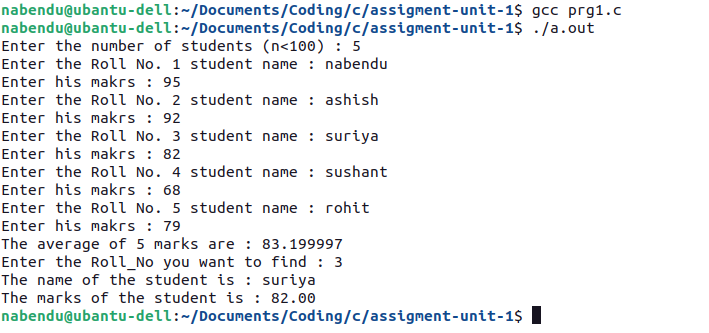 nabendu@ubantu-dell:~/Documents/Coding/c/assigment-unit-1$ gcc prg1.c
nabendu@ubantu-dell:~/Documents/Coding/c/assigment-unit-1$ ./a.out
Enter the number of students (n<100) : 5
Enter the Roll No. 1 student name : nabendu
Enter his makrs : 95
Enter the Roll No. 2 student name : ashish
Enter his makrs : 92
Enter the Roll No. 3 student name : suriya
Enter his makrs : 82
Enter the Roll No. 4 student name : sushant
Enter his makrs : 68
Enter the Roll No. 5 student name : rohit
Enter his makrs : 79
The average of 5 marks are : 83.199997
Enter the Roll_No you want to find : 3
The name of the student is : suriya
The marks of the student is : 82.00
nabendu@ubantu-dell:~/Documents/Coding/c/assigment-unit-1$